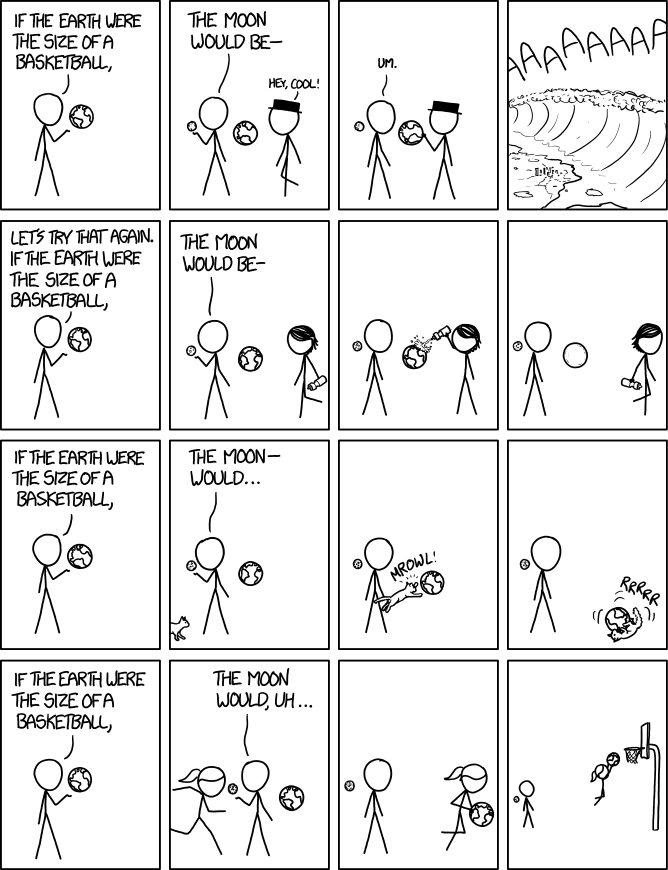 IF THE EARTH WERE
THE SIZE OF A
BASKETBALL,
THE MOON
WOULD BE—
HEY, COOL!
UM.
AAAAAAAAA
LET'S TRY THAT AGAIN.
IF THE EARTH WERE
THE SIZE OF A
BASKETBALL,
THE MOON
WOULD BE—
IF THE EARTH WERE
THE SIZE OF A
BASKETBALL,
THE MOON—
WOULD...
MROWL!
RRRRR
IF THE EARTH WERE
THE SIZE OF A
BASKETBALL,
THE MOON
WOULD, UH...